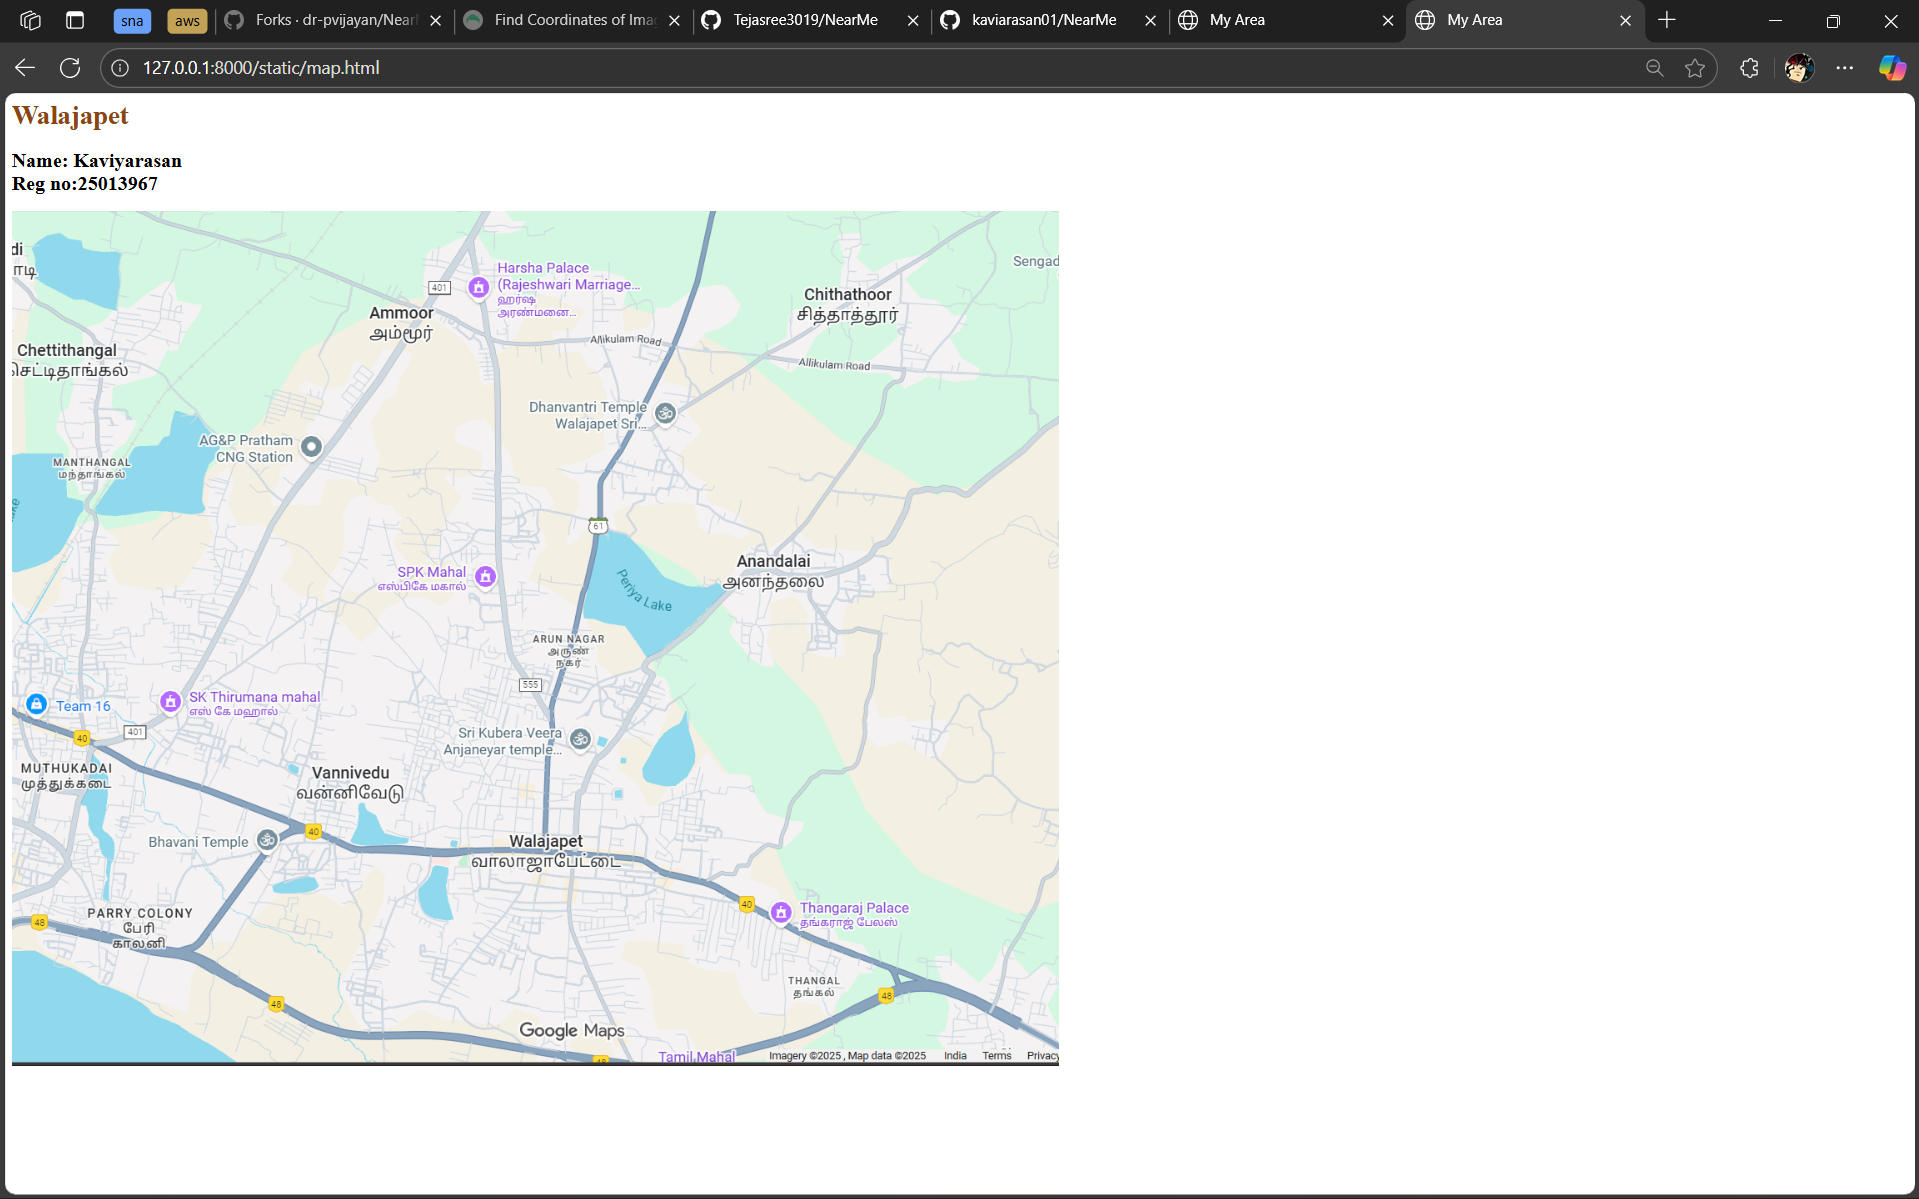 sna
aws
Forks · dr-pvijayan/Near
Find Coordinates of Ima
Tejasree3019/NearMe
kaviarasan01/NearMe
My Area
My Area
127.0.0.1:8000/static/map.html
Walajapet
Name: Kaviyarasan
Reg no:25013967
di
ாடி
Harsha Palace
(Rajeshwari Marriage...
ஹர்ஷ
அரண்மனை...
401
Sengad
Ammoor
அம்மூர்
Chithathoor
சித்தாத்தூர்
Allikulam Road
Allikulam Road
Chettithangal
செட்டிதாங்கல்
Dhanvantri Temple
Walajapet Sri...
AG&P Pratham
CNG Station
MANTHANGAL
மந்தாங்கல்
61
Anandalai
அனந்தலை
SPK Mahal
எஸ்பிகே மகால்
Periya Lake
ARUN NAGAR
அருண்
நகர்
555
SK Thirumana mahal
எஸ் கே மஹால்
Team 16
401
40
Sri Kubera Veera
Anjaneyar temple...
MUTHUKADAI
முத்துக்கடை
Vannivedu
வன்னிவேடு
40
Bhavani Temple
Walajapet
வாலாஜாபேட்டை
40
Thangaraj Palace
தங்கராஜ் பேலஸ்
48
PARRY COLONY
பேரி
காலனி
THANGAL
தங்கல்
48
48
Google Maps
48
Tamil Mahal
Imagery ©2025 , Map data ©2025 India Terms Privacy